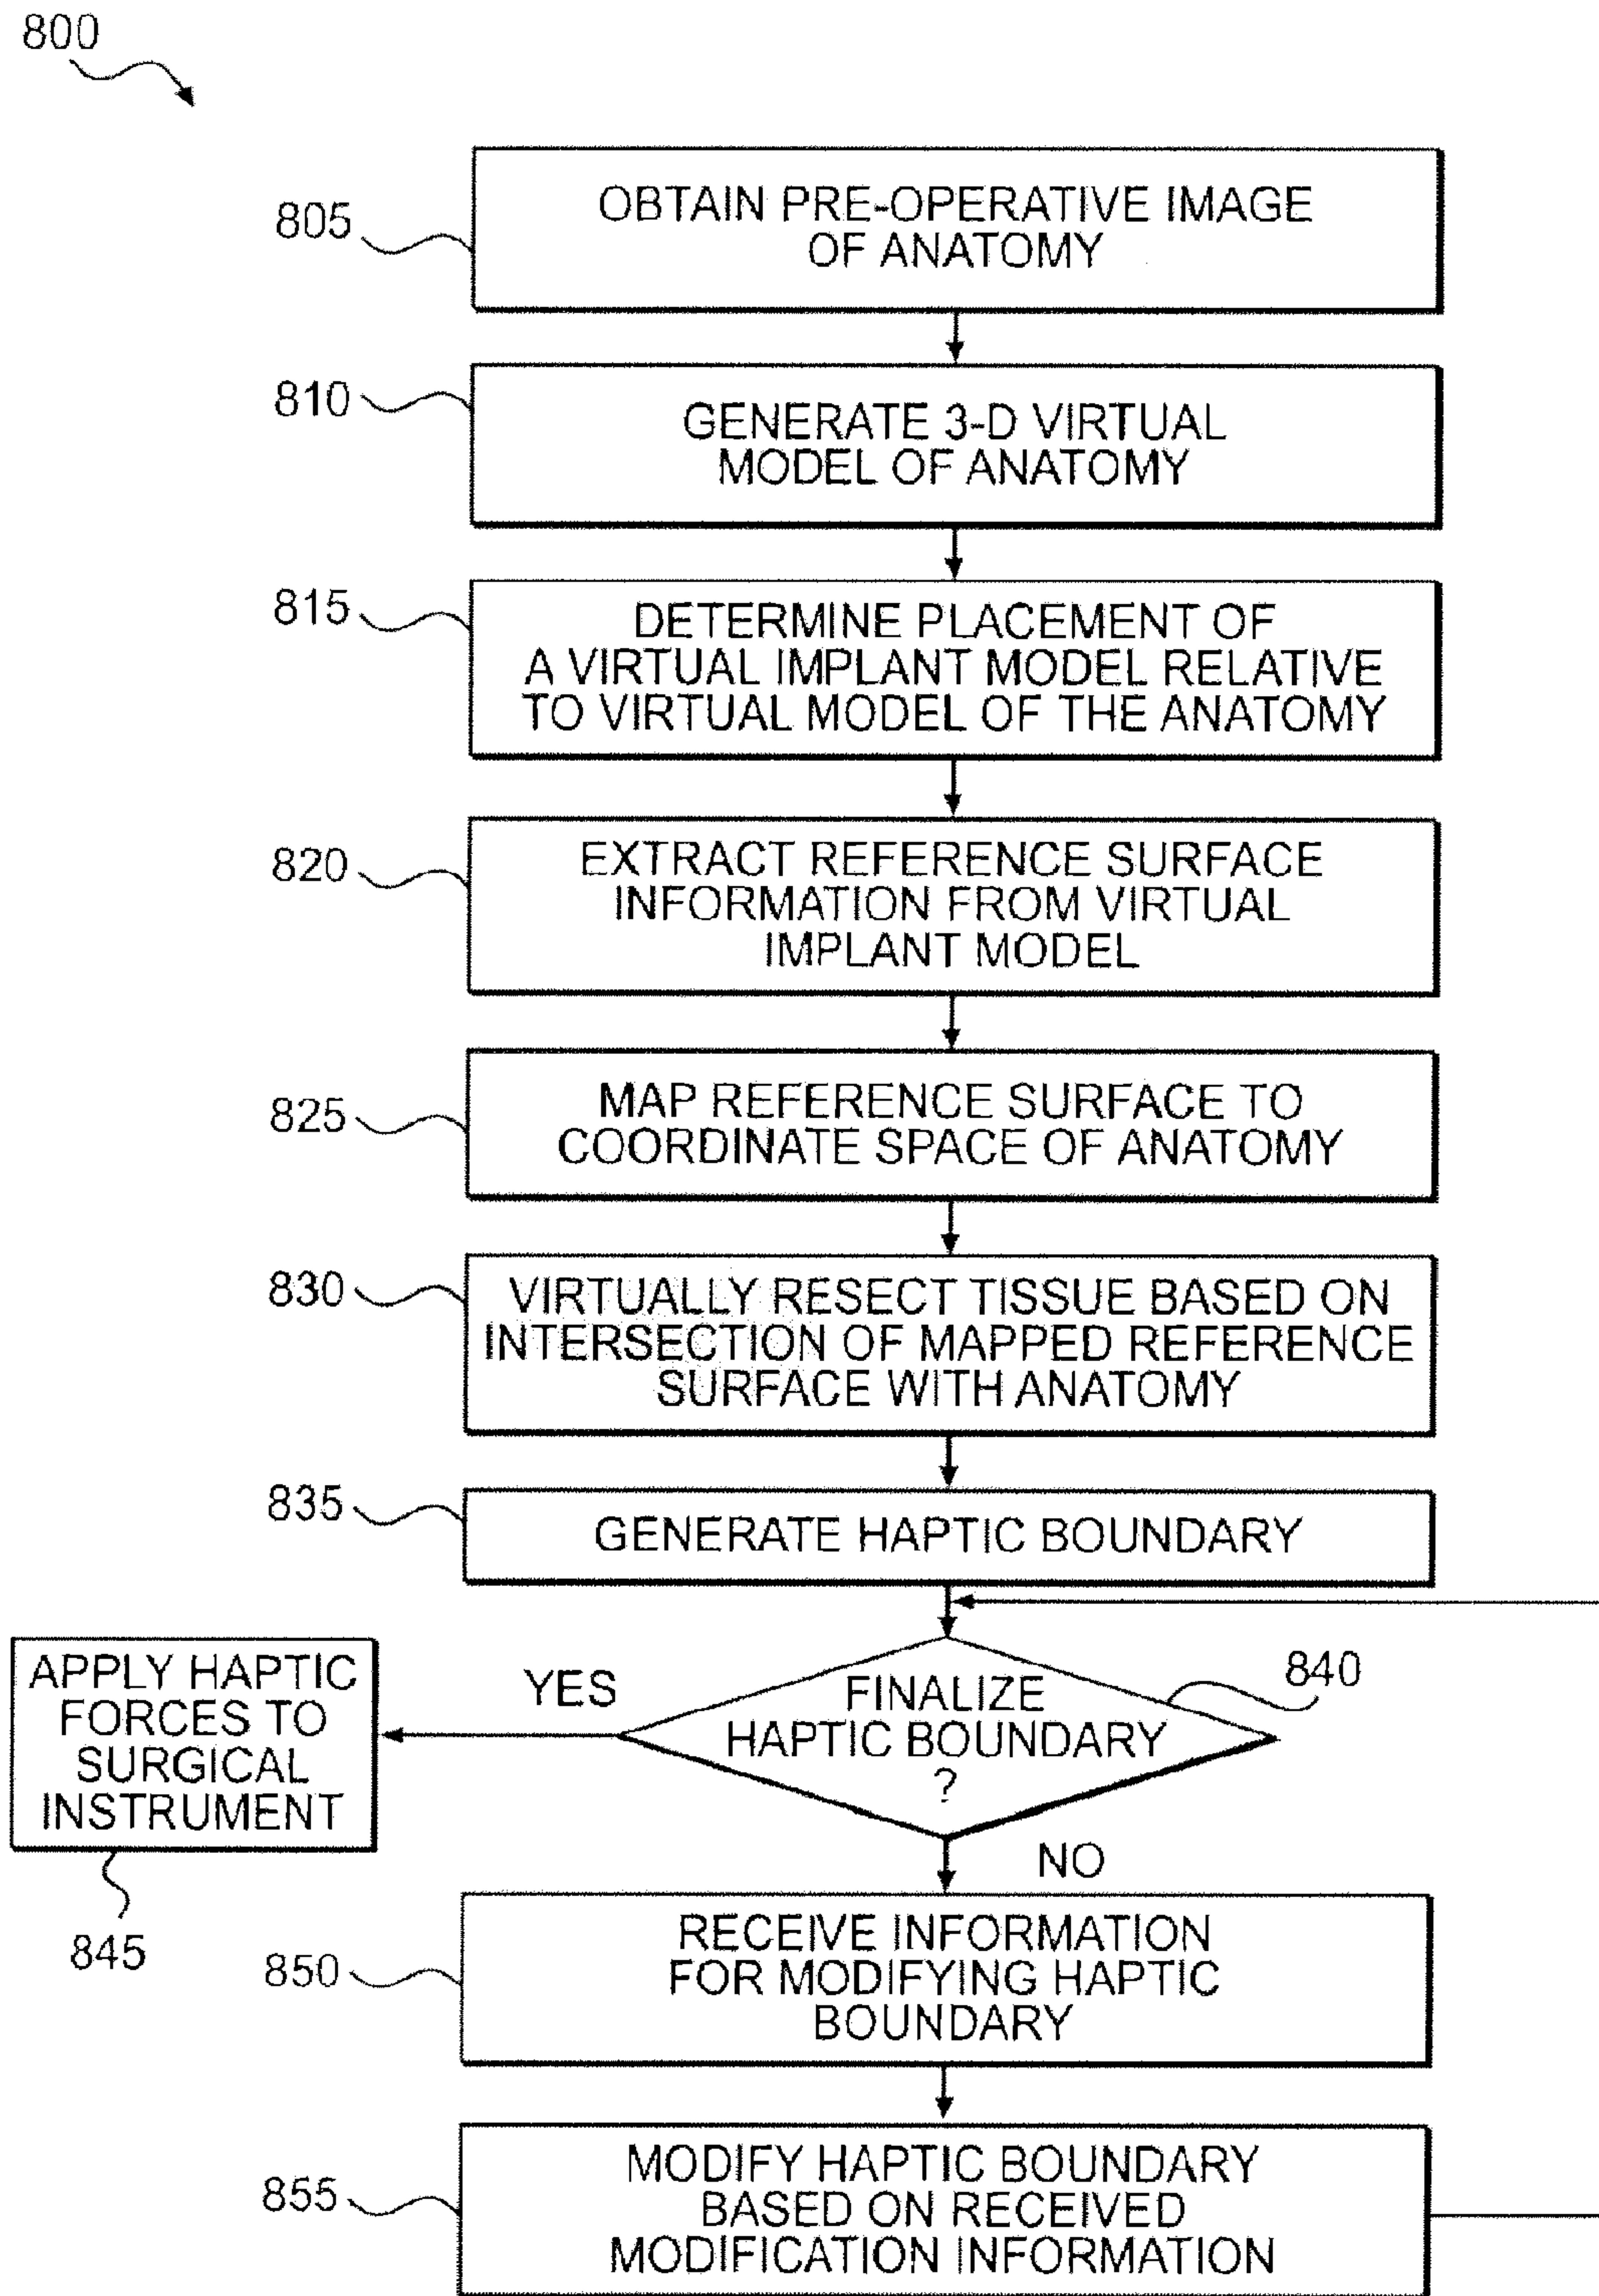 800
805
OBTAIN PRE-OPERATIVE IMAGE
OF ANATOMY
810
GENERATE 3-D VIRTUAL
MODEL OF ANATOMY
815
DETERMINE PLACEMENT OF
A VIRTUAL IMPLANT MODEL RELATIVE
TO VIRTUAL MODEL OF THE ANATOMY
820
EXTRACT REFERENCE SURFACE
INFORMATION FROM VIRTUAL
IMPLANT MODEL
825
MAP REFERENCE SURFACE TO
COORDINATE SPACE OF ANATOMY
830
VIRTUALLY RESECT TISSUE BASED ON
INTERSECTION OF MAPPED REFERENCE
SURFACE WITH ANATOMY
835
GENERATE HAPTIC BOUNDARY
840
FINALIZE
HAPTIC BOUNDARY
?
YES
APPLY HAPTIC
FORCES TO
SURGICAL
INSTRUMENT
845
NO
850
RECEIVE INFORMATION
FOR MODIFYING HAPTIC
BOUNDARY
855
MODIFY HAPTIC BOUNDARY
BASED ON RECEIVED
MODIFICATION INFORMATION